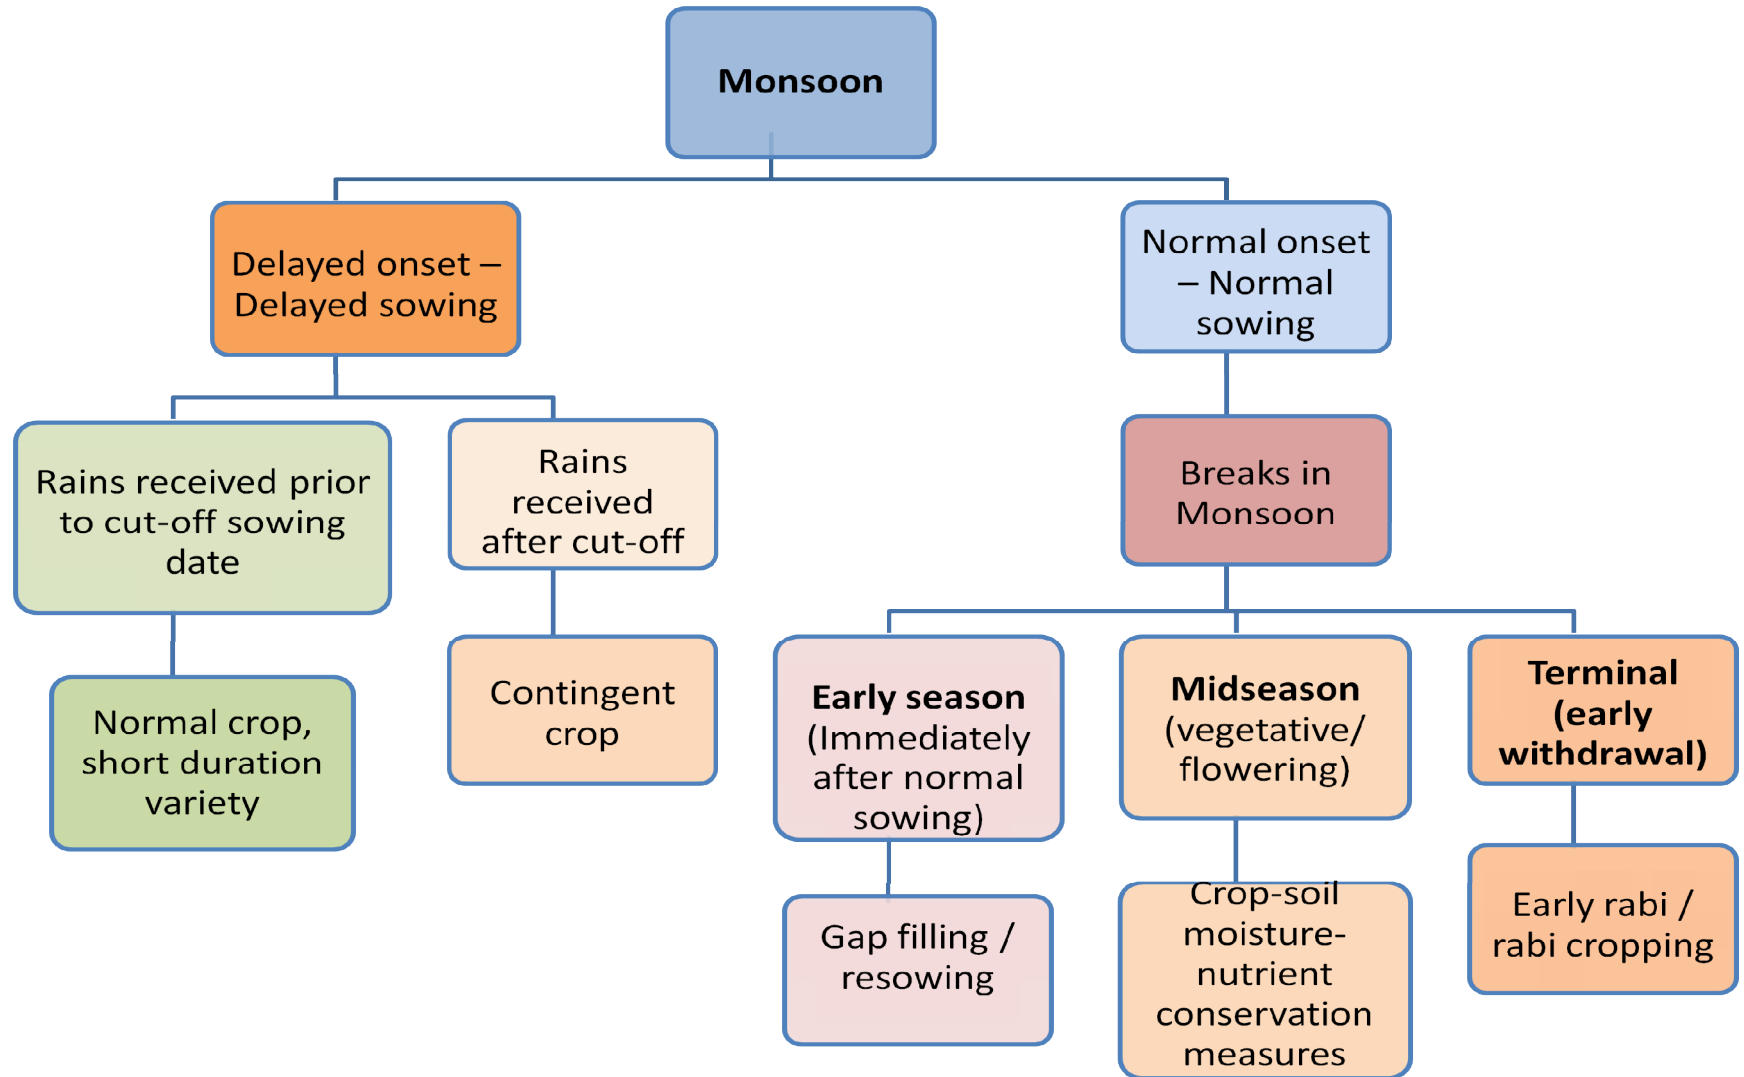 Monsoon
Delayed onset –
Delayed sowing
Normal onset
– Normal
sowing
Rains received prior
to cut-off sowing
date
Rains
received
after cut-off
Breaks in
Monsoon
Normal crop,
short duration
variety
Contingent
crop
Early season
(Immediately
after normal
sowing)
Midseason
(vegetative/
flowering)
Terminal
(early
withdrawal)
Gap filling /
resowing
Crop-soil
moisture-
nutrient
conservation
measures
Early rabi /
rabi cropping